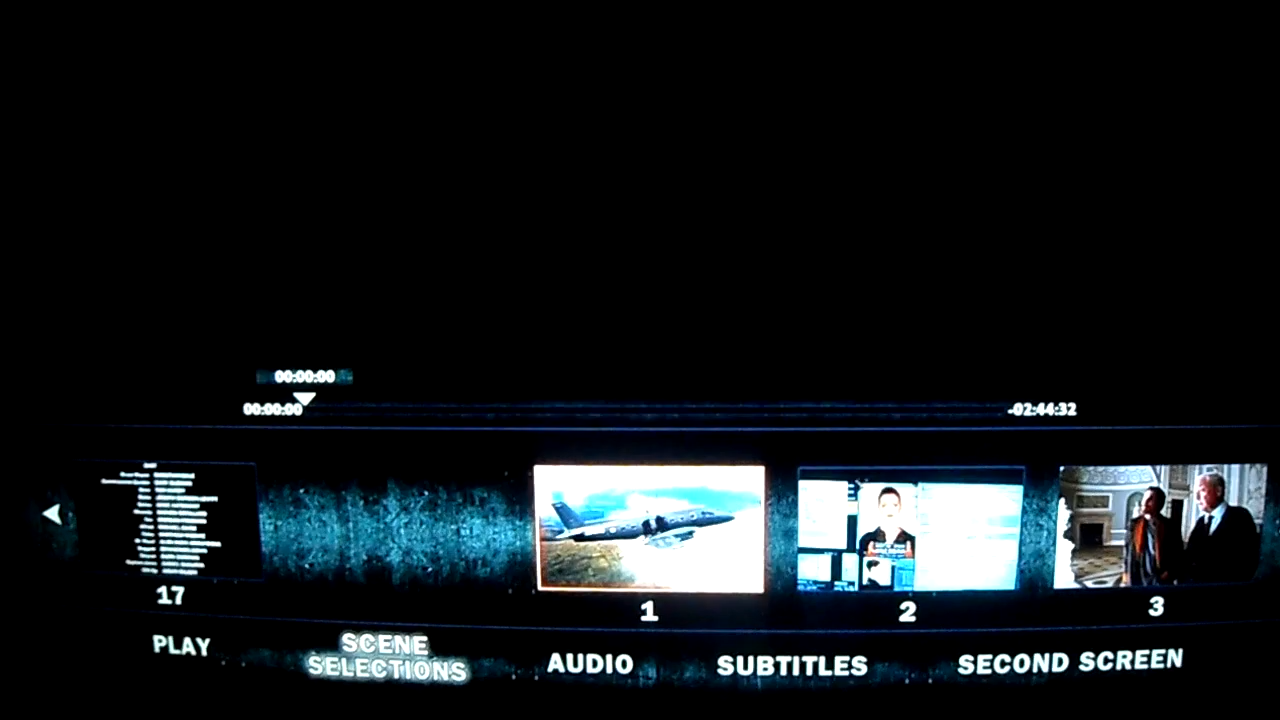 00:00:00
00:00:00
-02:44:32
17
1
2
3
PLAY
SCENE
SELECTIONS
AUDIO
SUBTITLES
SECOND SCREEN